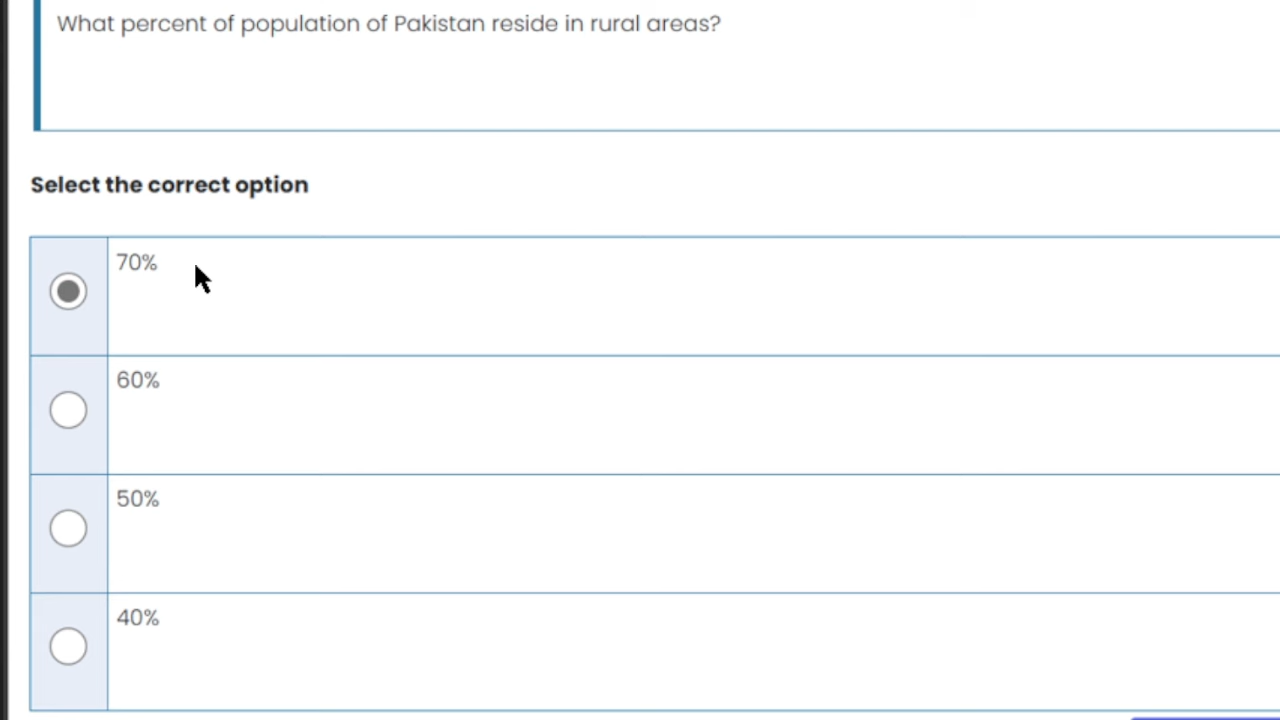 What percent of population of Pakistan reside in rural areas?
Select the correct option
70%
60%
50%
40%